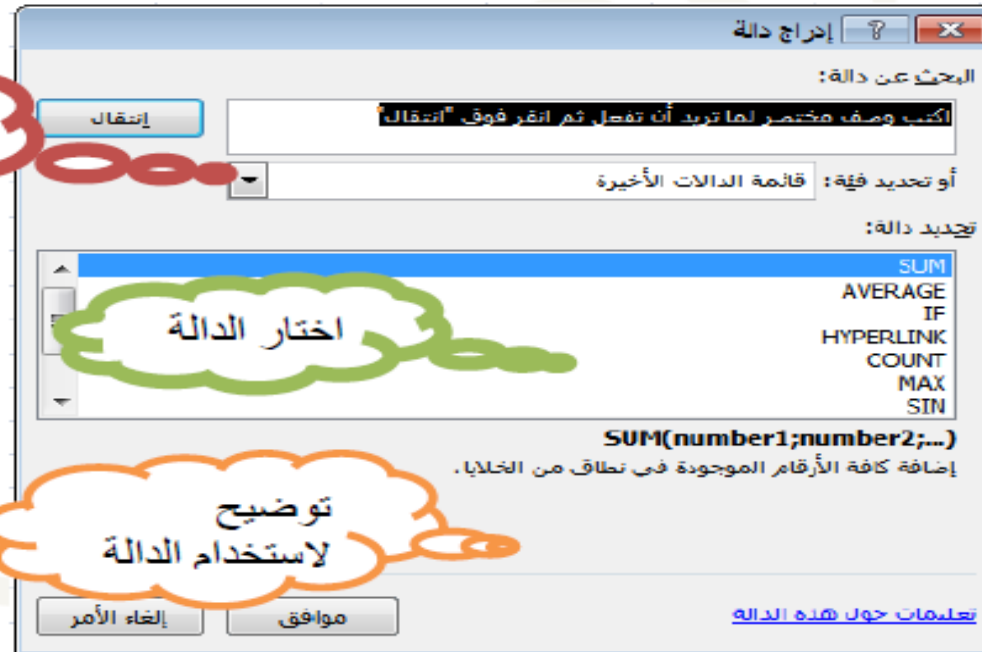 إدراج دالة
البحث عن دالة:
اكتب وصف مختصر لما تريد أن تفعل ثم انقر فوق "انتقال"
إنتقال
أو تحديد فئة: قائمة الدالات الأخيرة
تحديد دالة:
SUM
AVERAGE
IF
HYPERLINK
COUNT
MAX
SIN
اختار الدالة
SUM(number1;number2;...)
إضافة كافة الأرقام الموجودة في نطاق من الخلايا.
توضيح
لاستخدام الدالة
تعليمات حول هذه الدالة
موافق
إلغاء الأمر